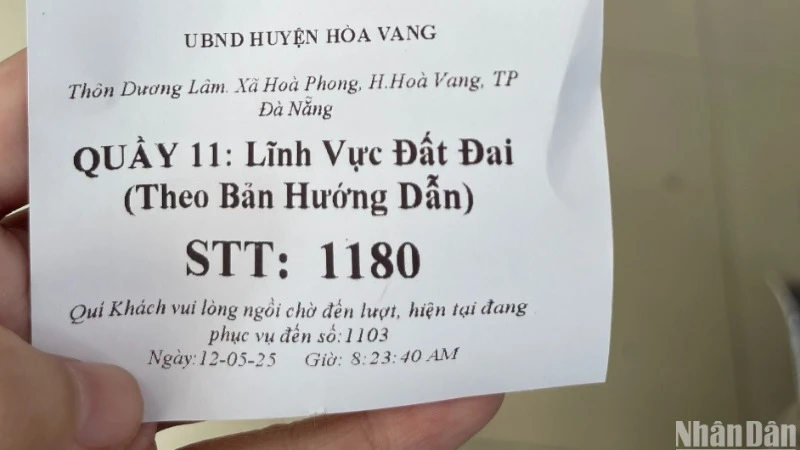 UBND HUYỆN HÒA VANG
Thôn Dương Lâm. Xã Hoà Phong, H.Hoà Vang, TP
Đà Nẵng
QUẦY 11: Lĩnh Vực Đất Đai
(Theo Bản Hướng Dẫn)
STT: 1180
Quí Khách vui lòng ngồi chờ đến lượt, hiện tại đang
phục vụ đến số:1103
Ngày:12-05-25 Giờ: 8:23:40 AM
NhânDân